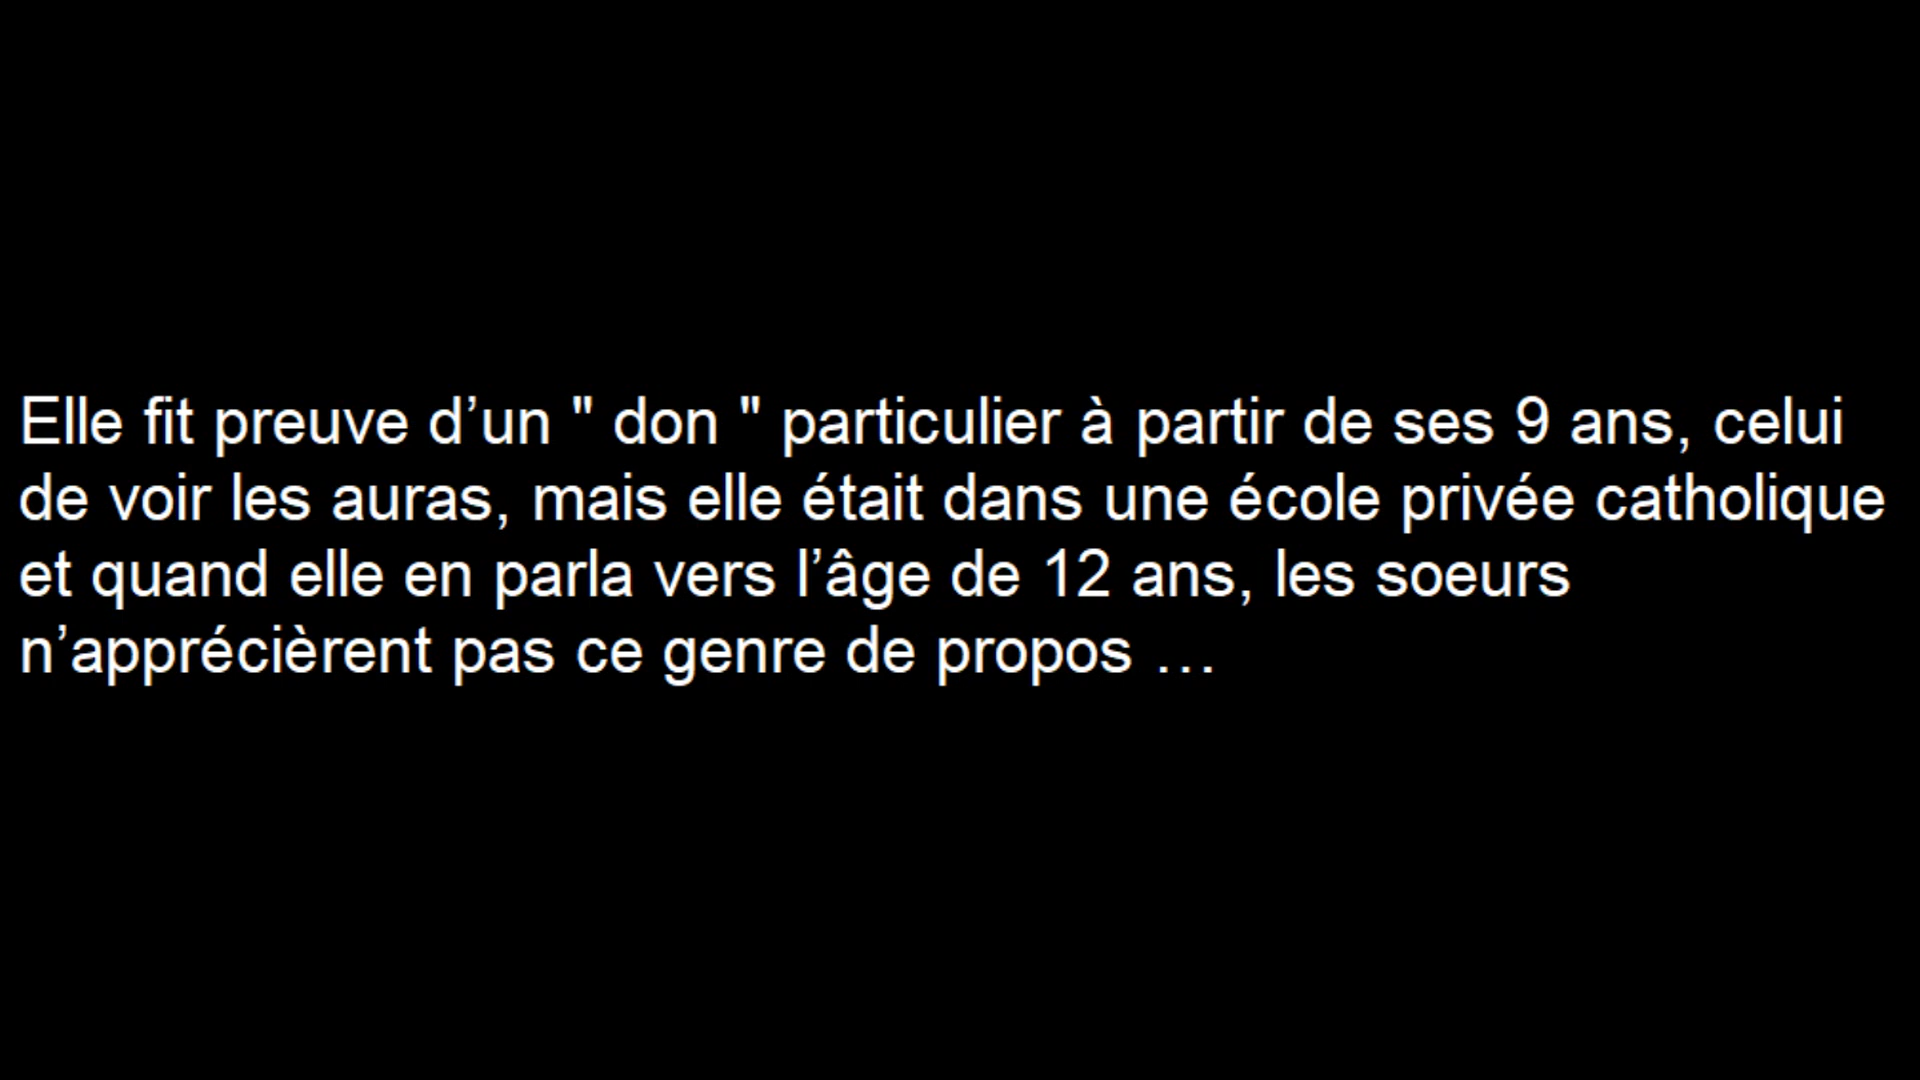 Elle fit preuve d’un " don " particulier à partir de ses 9 ans, celui
de voir les auras, mais elle était dans une école privée catholique
et quand elle en parla vers l’âge de 12 ans, les soeurs
n’apprécièrent pas ce genre de propos …